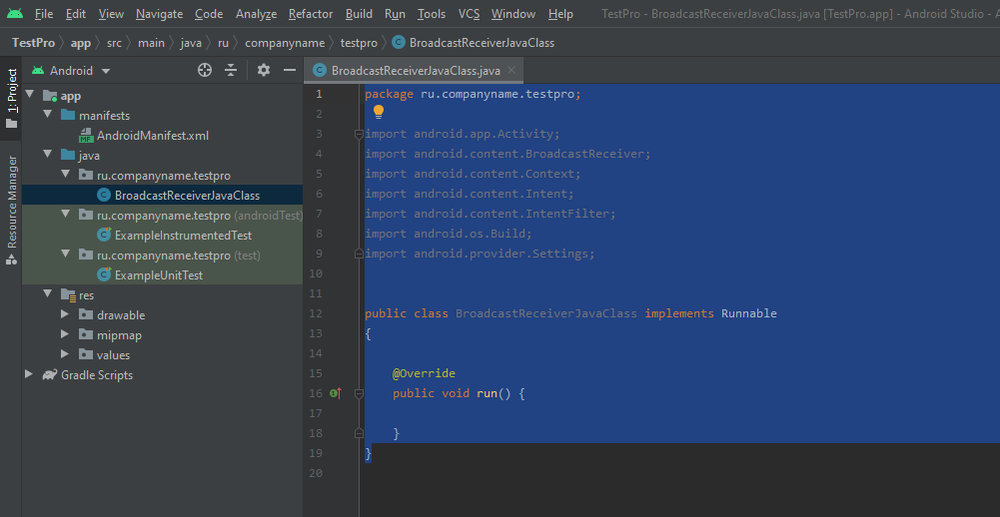 File Edit View Navigate Code Analyze Refactor Build Run Tools VCS Window Help TestPro - BroadcastReceiverJavaClass.java [TestPro.app] - Android Studio - A
TestPro app src main java ru companyname testpro BroadcastReceiverJavaClass
1: Project
Resource Manager
Android
app
manifests
AndroidManifest.xml
java
ru.companyname.testpro
BroadcastReceiverJavaClass
ru.companyname.testpro (androidTest)
ExampleInstrumentedTest
ru.companyname.testpro (test)
ExampleUnitTest
res
drawable
mipmap
values
Gradle Scripts
BroadcastReceiverJavaClass.java
1 package ru.companyname.testpro;
2
3 import android.app.Activity;
4 import android.content.BroadcastReceiver;
5 import android.content.Context;
6 import android.content.Intent;
7 import android.content.IntentFilter;
8 import android.os.Build;
9 import android.provider.Settings;
10
11
12 public class BroadcastReceiverJavaClass implements Runnable
13 {
14
15 @Override
16 public void run() {
17
18 }
19 }
20